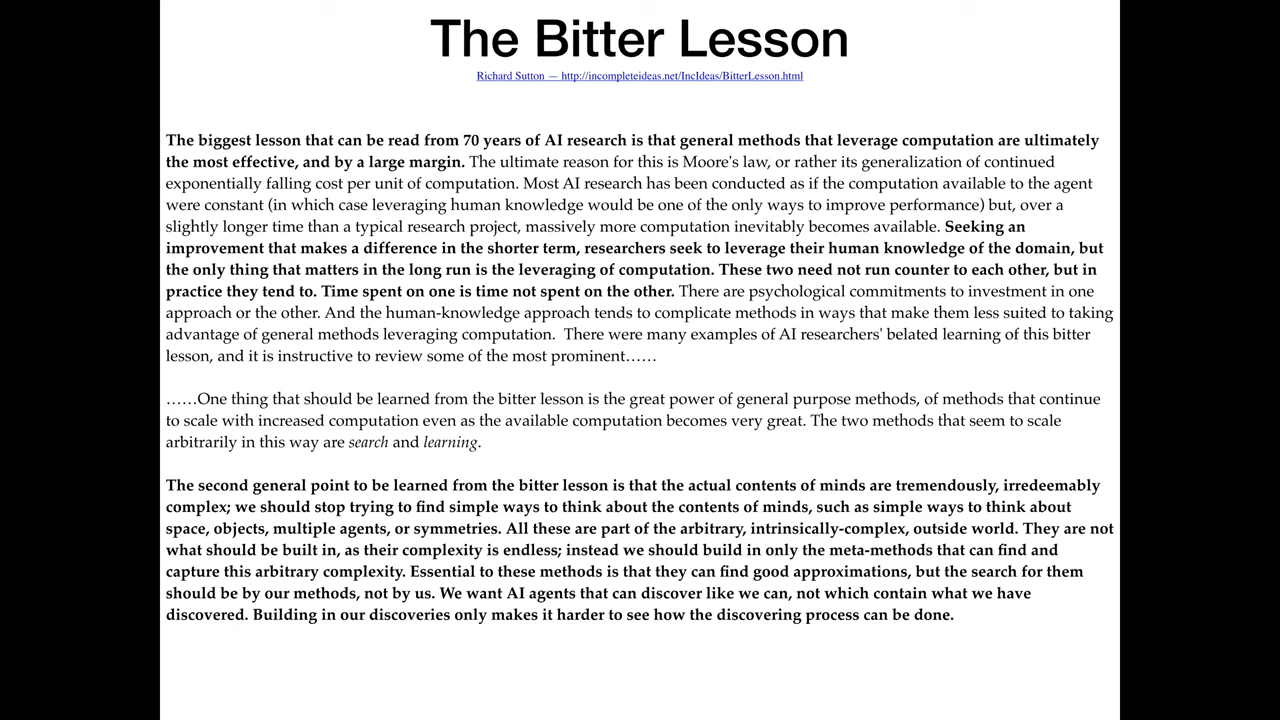 The Bitter Lesson
Richard Sutton — http://incompleteideas.net/IncIdeas/BitterLesson.html
The biggest lesson that can be read from 70 years of AI research is that general methods that leverage computation are ultimately
the most effective, and by a large margin. The ultimate reason for this is Moore's law, or rather its generalization of continued
exponentially falling cost per unit of computation. Most AI research has been conducted as if the computation available to the agent
were constant (in which case leveraging human knowledge would be one of the only ways to improve performance) but, over a
slightly longer time than a typical research project, massively more computation inevitably becomes available. Seeking an
improvement that makes a difference in the shorter term, researchers seek to leverage their human knowledge of the domain, but
the only thing that matters in the long run is the leveraging of computation. These two need not run counter to each other, but in
practice they tend to. Time spent on one is time not spent on the other. There are psychological commitments to investment in one
approach or the other. And the human-knowledge approach tends to complicate methods in ways that make them less suited to taking
advantage of general methods leveraging computation.  There were many examples of AI researchers' belated learning of this bitter
lesson, and it is instructive to review some of the most prominent……
……One thing that should be learned from the bitter lesson is the great power of general purpose methods, of methods that continue
to scale with increased computation even as the available computation becomes very great. The two methods that seem to scale
arbitrarily in this way are search and learning.
The second general point to be learned from the bitter lesson is that the actual contents of minds are tremendously, irredeemably
complex; we should stop trying to find simple ways to think about the contents of minds, such as simple ways to think about
space, objects, multiple agents, or symmetries. All these are part of the arbitrary, intrinsically-complex, outside world. They are not
what should be built in, as their complexity is endless; instead we should build in only the meta-methods that can find and
capture this arbitrary complexity. Essential to these methods is that they can find good approximations, but the search for them
should be by our methods, not by us. We want AI agents that can discover like we can, not which contain what we have
discovered. Building in our discoveries only makes it harder to see how the discovering process can be done.